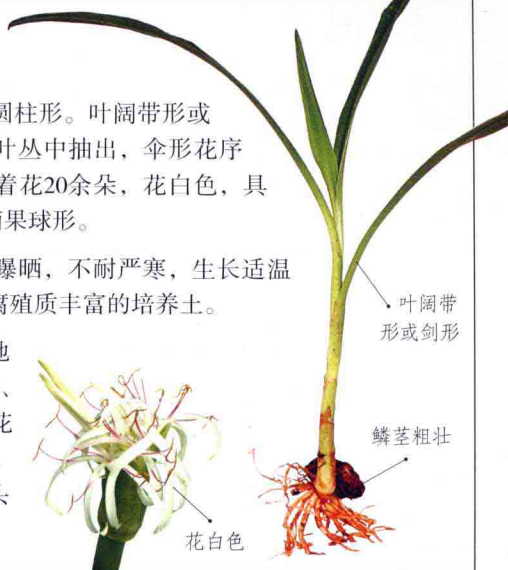 圆柱形。叶阔带形或
叶丛中抽出，伞形花序
着花20余朵，花白色，具
果球形。
曝晒，不耐严寒，生长适温
腐殖质丰富的培养土。
地
、
花
叶阔带
形或剑形
鳞茎粗壮
花白色